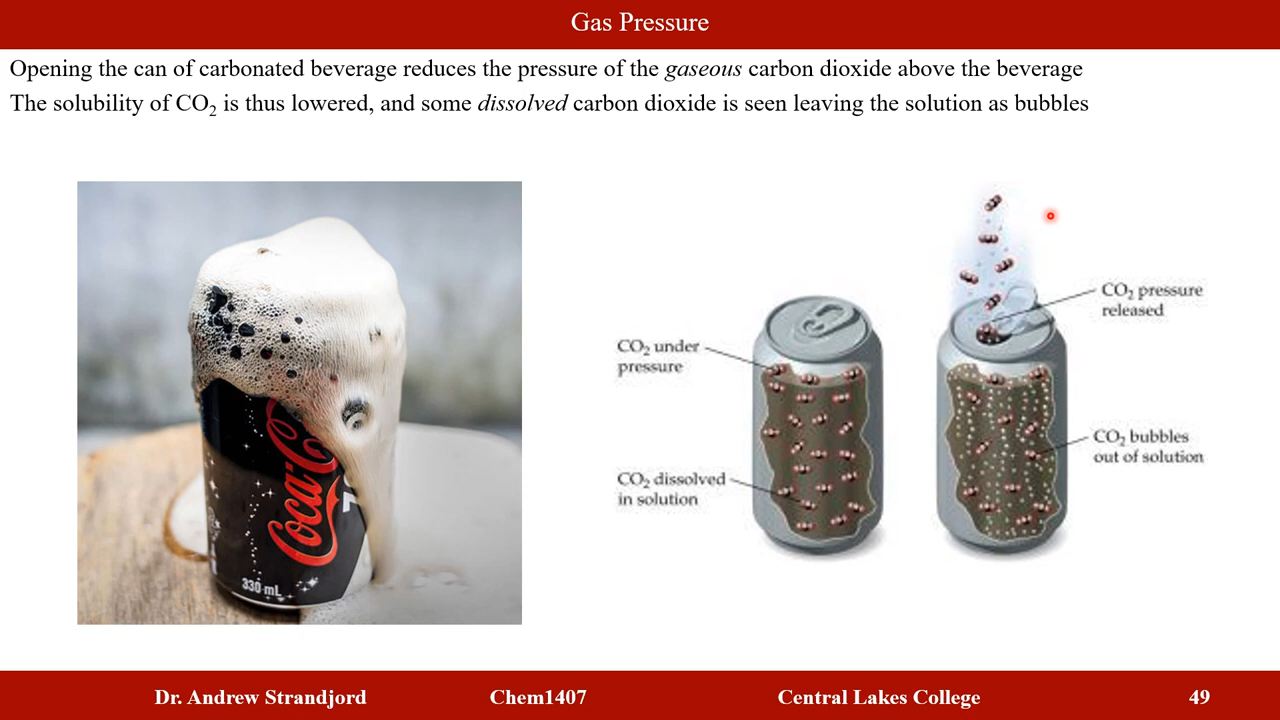 Gas Pressure
Opening the can of carbonated beverage reduces the pressure of the gaseous carbon dioxide above the beverage
The solubility of CO₂ is thus lowered, and some dissolved carbon dioxide is seen leaving the solution as bubbles
Coca-C
330 mL
CO₂ under
pressure
CO₂ dissolved
in solution
CO₂ pressure
released
CO₂ bubbles
out of solution
Dr. Andrew Strandjord Chem1407 Central Lakes College 49